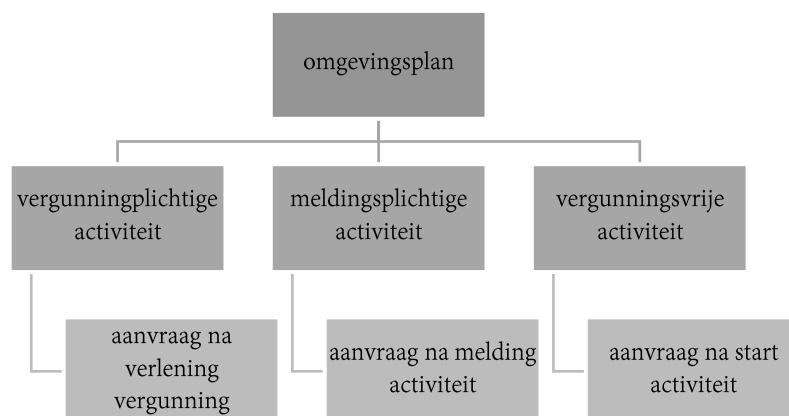 omgevingsplan
vergunningplichtige
activiteit
meldingsplichtige
activiteit
vergunningsvrije
activiteit
aanvraag na
verlening
vergunning
aanvraag na melding
activiteit
aanvraag na start
activiteit